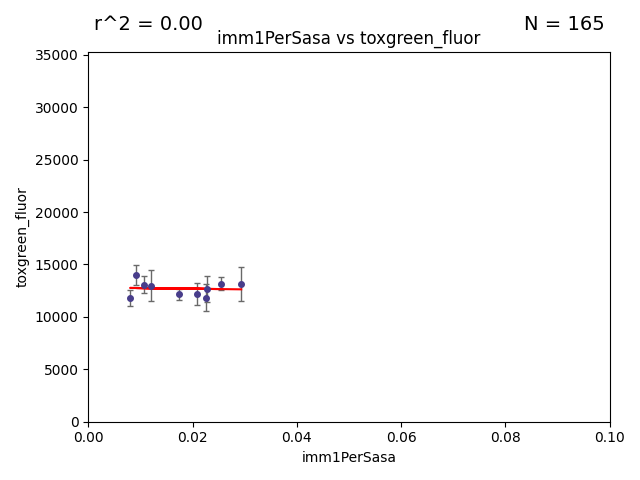 r^2 = 0.00
N = 165
imm1PerSasa vs toxgreen_fluor
35000
30000
25000
20000
15000
10000
5000
0
toxgreen_fluor
0.00 0.02 0.04 0.06 0.08 0.10
imm1PerSasa